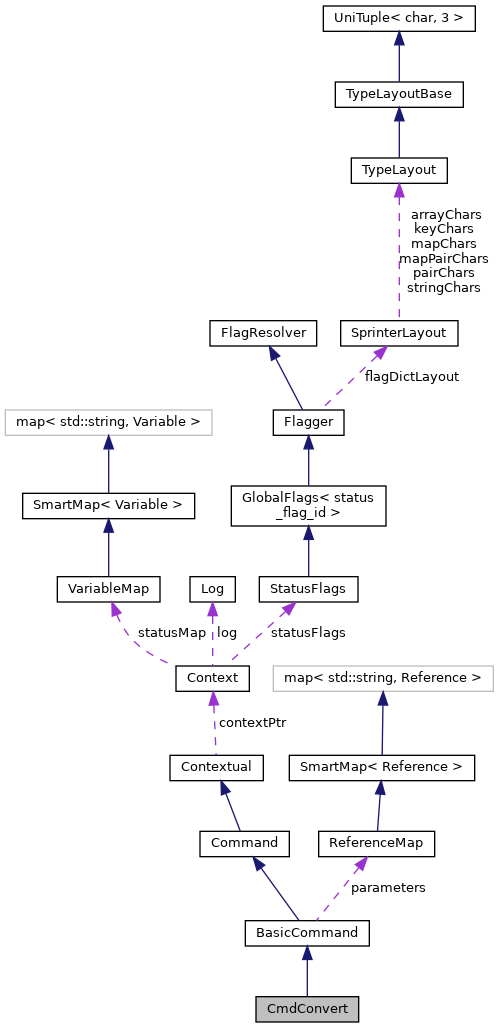 UniTuple< char, 3 >
TypeLayoutBase
TypeLayout
arrayChars
keyChars
mapChars
mapPairChars
pairChars
stringChars
FlagResolver
SprinterLayout
flagDictLayout
map< std::string, Variable >
Flagger
SmartMap< Variable >
GlobalFlags< status
_flag_id >
VariableMap
Log
StatusFlags
statusMap
log
statusFlags
Context
map< std::string, Reference >
contextPtr
Contextual
SmartMap< Reference >
Command
ReferenceMap
parameters
BasicCommand
CmdConvert